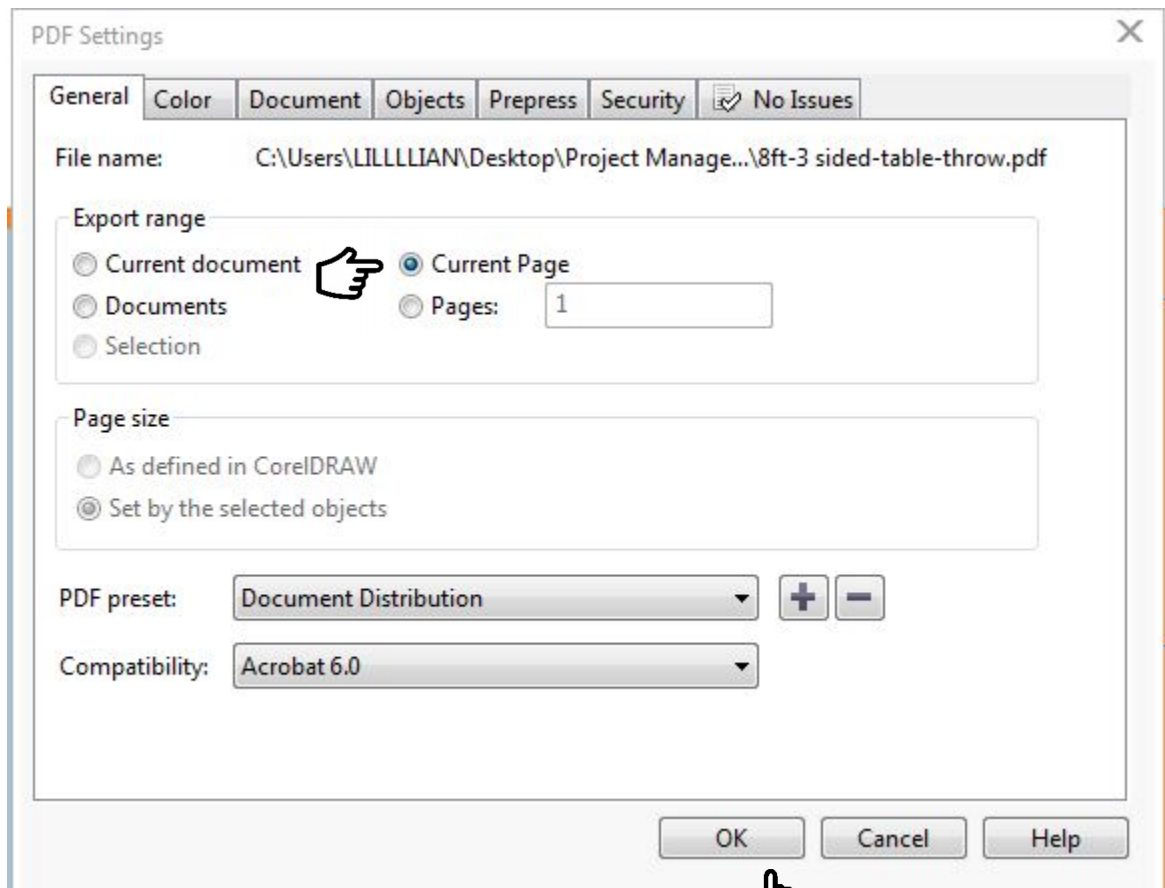 PDF Settings
General Color Document Objects Prepress Security No Issues
File name: C:\Users\LILLLLIAN\Desktop\Project Manage...\8ft-3 sided-table-throw.pdf
Export range
Current document Current Page
Documents Pages: 1
Selection
Page size
As defined in CorelDRAW
Set by the selected objects
PDF preset: Document Distribution
Compatibility: Acrobat 6.0
OK Cancel Help